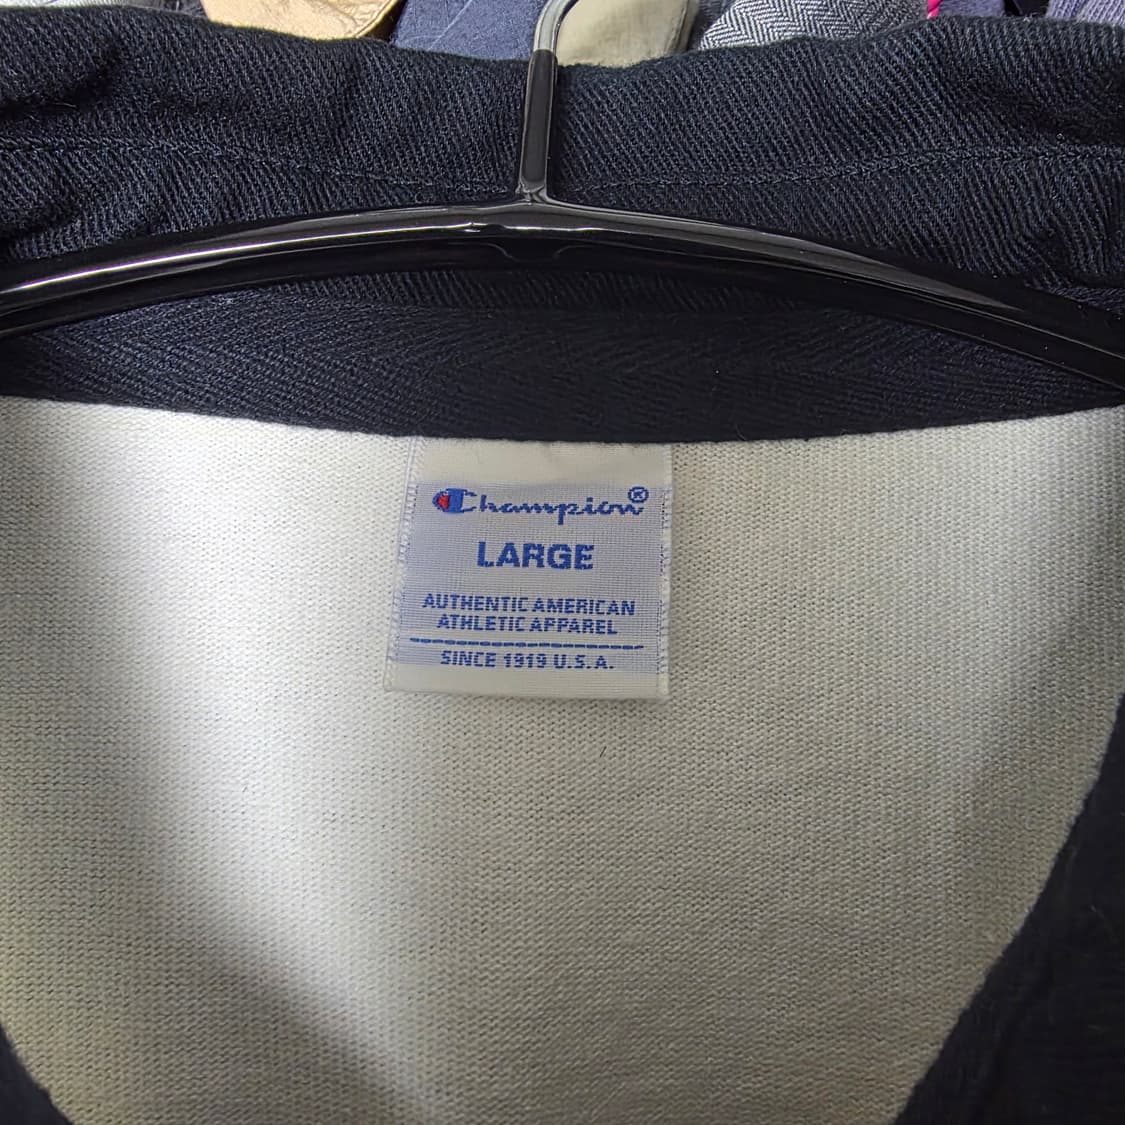 Champion®
LARGE
AUTHENTIC AMERICAN
ATHLETIC APPAREL
SINCE 1919 U.S.A.